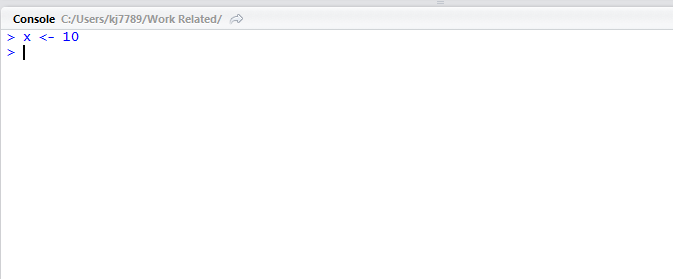 Console C:/Users/kj7789/Work Related/
> x <- 10
>